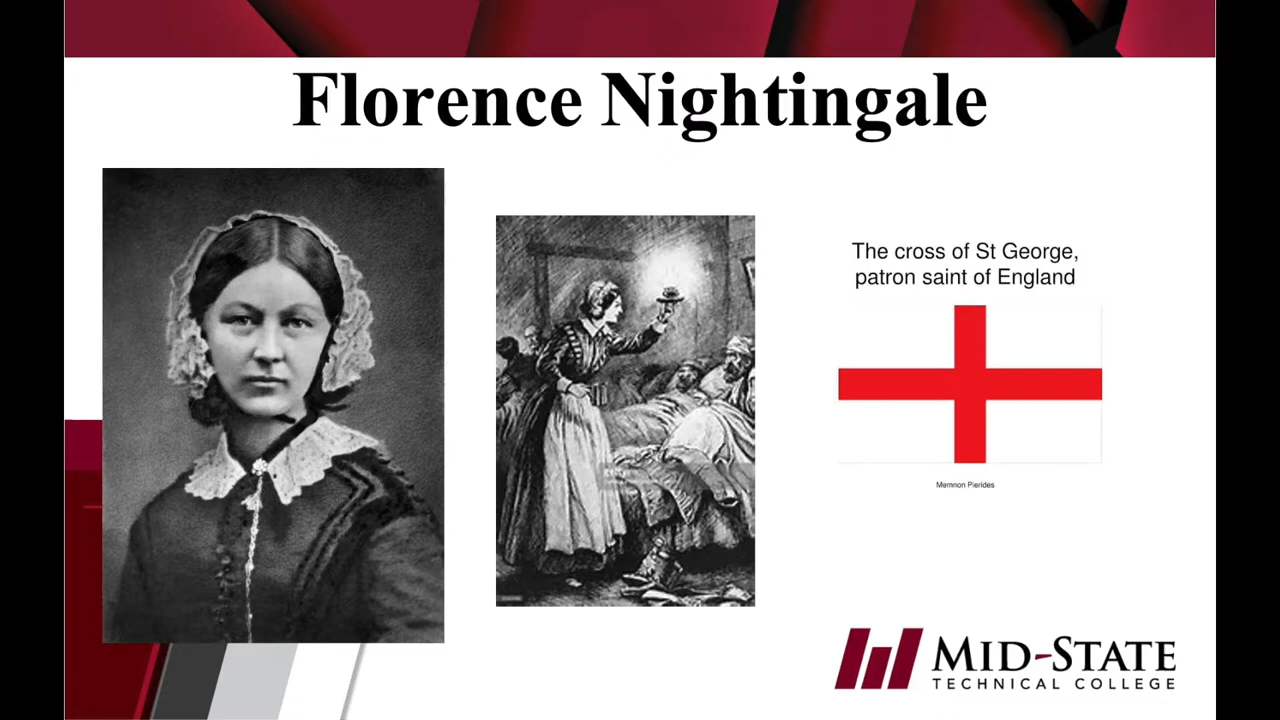 Florence Nightingale
The cross of St George,
patron saint of England
Memnon Pierides
MID-STATE
TECHNICAL COLLEGE